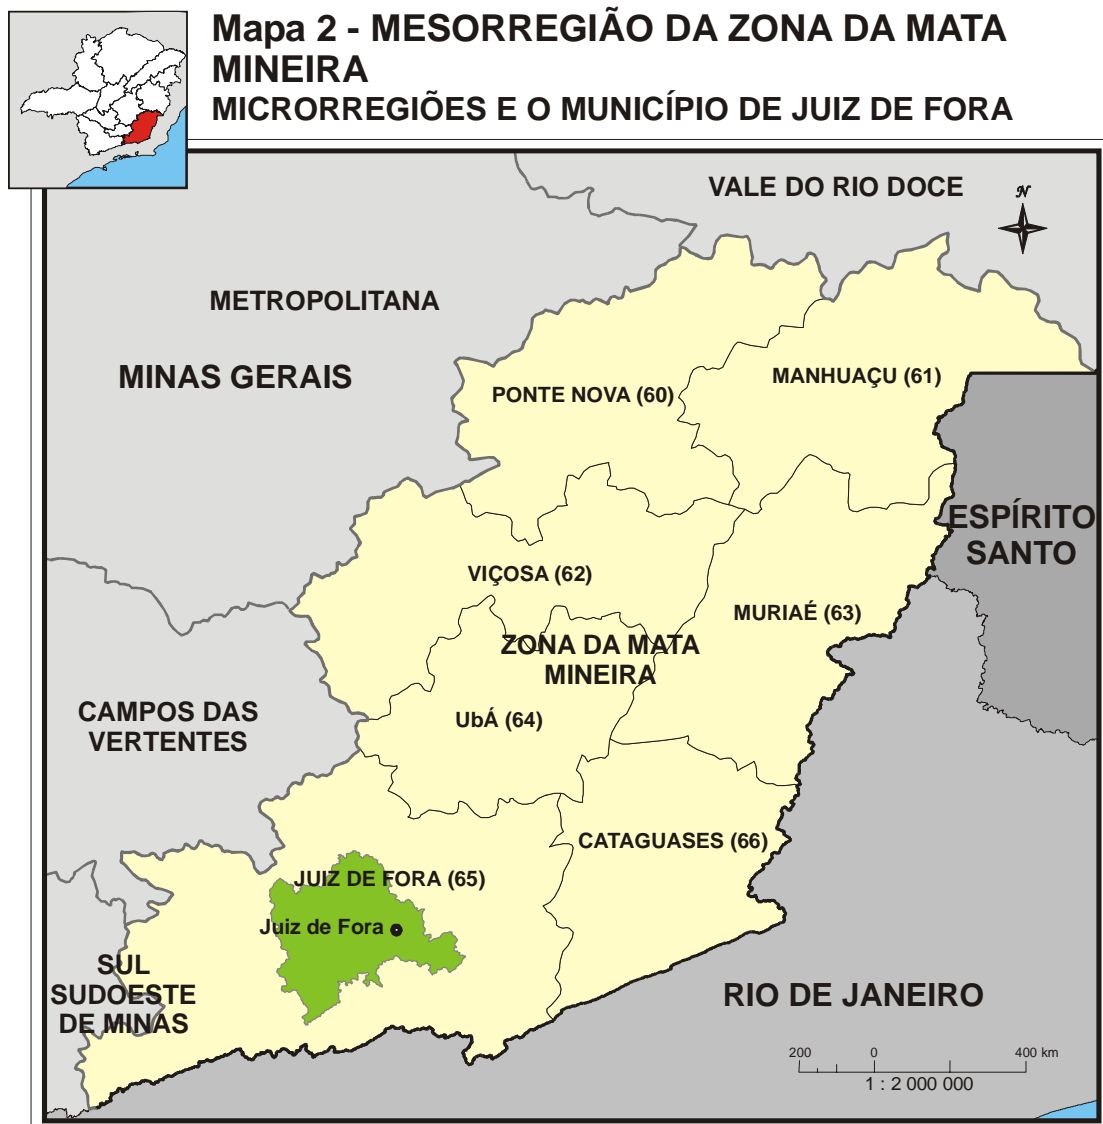 Mapa 2 - MESORREGIÃO DA ZONA DA MATA
MINEIRA
MICRORREGIÕES E O MUNICÍPIO DE JUIZ DE FORA
VALE DO RIO DOCE
N
METROPOLITANA
MINAS GERAIS
PONTE NOVA (60)
MANHUAÇU (61)
ESPÍRITO
SANTO
VIÇOSA (62)
MURIAÉ (63)
ZONA DA MATA
MINEIRA
UbÁ (64)
CAMPOS DAS
VERTENTES
CATAGUASES (66)
JUIZ DE FORA (65)
Juiz de Fora
SUL
SUDOESTE
DE MINAS
RIO DE JANEIRO
200 0 400 km
1 : 2 000 000